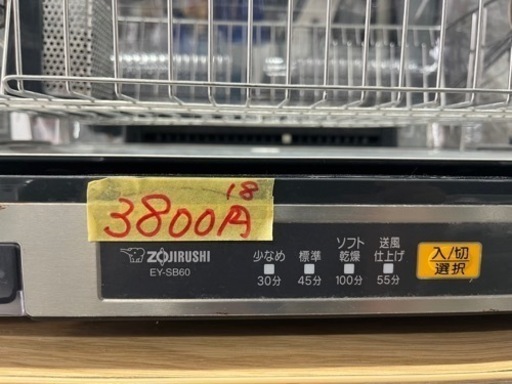 18
3800円
ZOJIRUSHI
EY-SB60
少なめ
30分
標準
45分
ソフト
乾燥
100分
送風
仕上げ
55分
入/切
選択